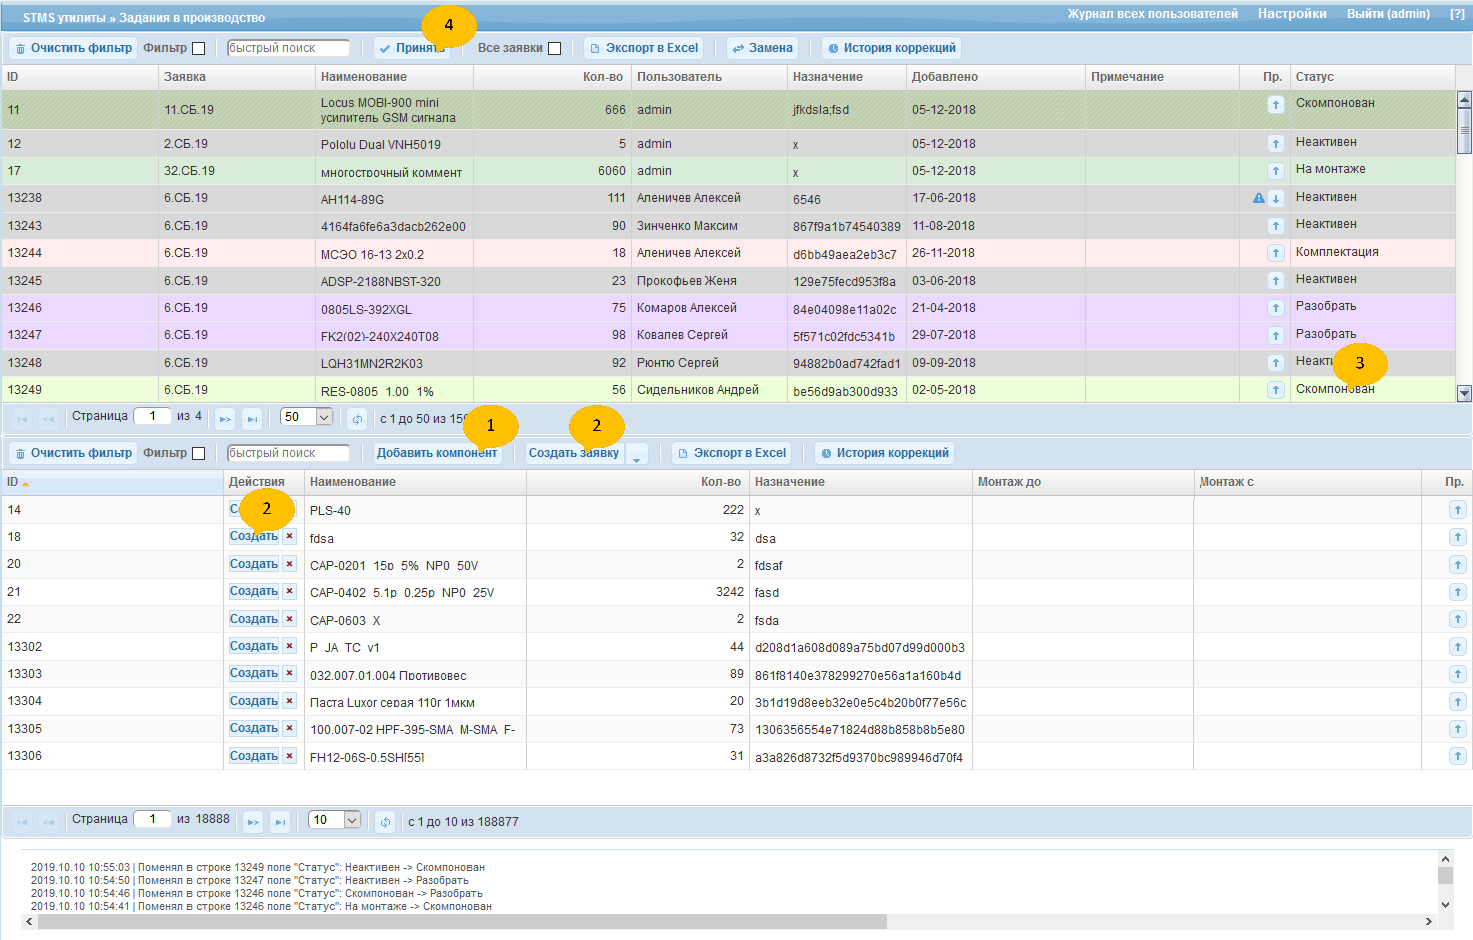 STMS утилиты » Задания в производство Журнал всех пользователей Настройки Выйти (admin) [?]
4
Очистить фильтр Фильтр быстрый поиск Принять Все заявки Экспорт в Excel Замена История коррекций
ID Заявка Наименование Кол-во Пользователь Назначение Добавлено Примечание Пр. Статус
11 11.СБ.19 Locus MOBI-900 mini усилитель GSM сигнала 666 admin jfkdsla;fsd 05-12-2018 Скомпонован
12 2.СБ.19 Pololu Dual VNH5019 5 admin x 05-12-2018 Неактивен
17 32.СБ.19 многострочный коммент 6060 admin x 05-12-2018 На монтаже
13238 6.СБ.19 AH114-89G 111 Аленичев Алексей 6546 17-06-2018 Неактивен
13243 6.СБ.19 4164fa6fe6a3dacb262e00 90 Зинченко Максим 867f9a1b74540389 11-08-2018 Неактивен
13244 6.СБ.19 МСЭО 16-13 2x0.2 18 Аленичев Алексей d6bb49aea2eb3c7 26-11-2018 Комплектация
13245 6.СБ.19 ADSP-2188NBST-320 23 Прокофьев Женя 129e75fecd953f8a 03-06-2018 Неактивен
13246 6.СБ.19 0805LS-392XGL 75 Комаров Алексей 84e04098e11a02c 21-04-2018 Разобрать
13247 6.СБ.19 FK2(02)-240X240T08 98 Ковалев Сергей 5f571c02fdc5341b 29-07-2018 Разобрать
13248 6.СБ.19 LQH31MN2R2K03 92 Рюнтю Сергей 94882b0ad742fad1 09-09-2018 Неакти
3
13249 6.СБ.19 RES-0805 1.00 1% 56 Сидельников Андрей be56d9ab300d933 02-05-2018 Скомпонован
Страница 1 из 4 50 с 1 до 50 из
1 2
Очистить фильтр Фильтр быстрый поиск Добавить компонент Создать заявку Экспорт в Excel История коррекций
ID Действия Наименование Кол-во Назначение Монтаж до Монтаж с Пр.
14 PLS-40 222 x
2
18 Создать × fdsa 32 dsa
20 Создать × CAP-0201 15p 5% NP0 50V 2 fdsaf
21 Создать × CAP-0402 5.1p 0.25p NP0 25V 3242 fasd
22 Создать × CAP-0603 X 2 fsda
13302 Создать × P JA TC v1 44 d208d1a608d089a75bd07d99d000b3
13303 Создать × 032.007.01.004 Противовес 89 861f8140e378299270e56a1a160b4d
13304 Создать × Паста Luxor серая 110г 1мкм 20 3b1d19d8eeb32e0e5c4b20b0f77e56c
13305 Создать × 100.007-02 HPF-395-SMA M-SMA F- 73 1306356554e71824d88b858b8b5e80
13306 Создать × FH12-06S-0.5SH[55] 31 a3a826d8732f5d9370bc989946d70f4
Страница 1 из 18888 10 с 1 до 10 из 188877
2019.10.10 10:55:03 | Поменял в строке 13249 поле "Статус": Неактивен -> Скомпонован
2019.10.10 10:54:50 | Поменял в строке 13247 поле "Статус": Неактивен -> Разобрать
2019.10.10 10:54:46 | Поменял в строке 13246 поле "Статус": Скомпонован -> Разобрать
2019.10.10 10:54:41 | Поменял в строке 13246 поле "Статус": На монтаже -> Скомпонован